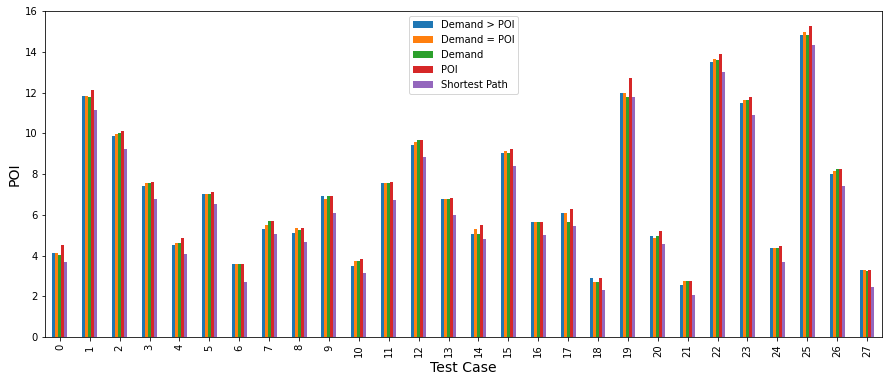 16
14
12
10
8
6
4
2
0
POI
Demand > POI
Demand = POI
Demand
POI
Shortest Path
0 1 2 3 4 5 6 7 8 9 10 11 12 13 14 15 16 17 18 19 20 21 22 23 24 25 26 27
Test Case